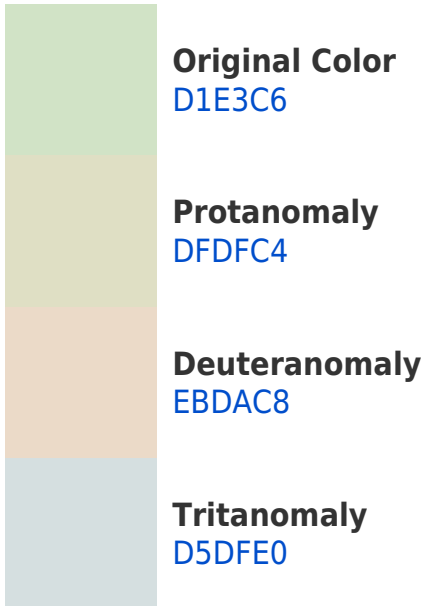 Original Color
D1E3C6
Protanomaly
DFDFC4
Deuteranomaly
EBDAC8
Tritanomaly
D5DFE0